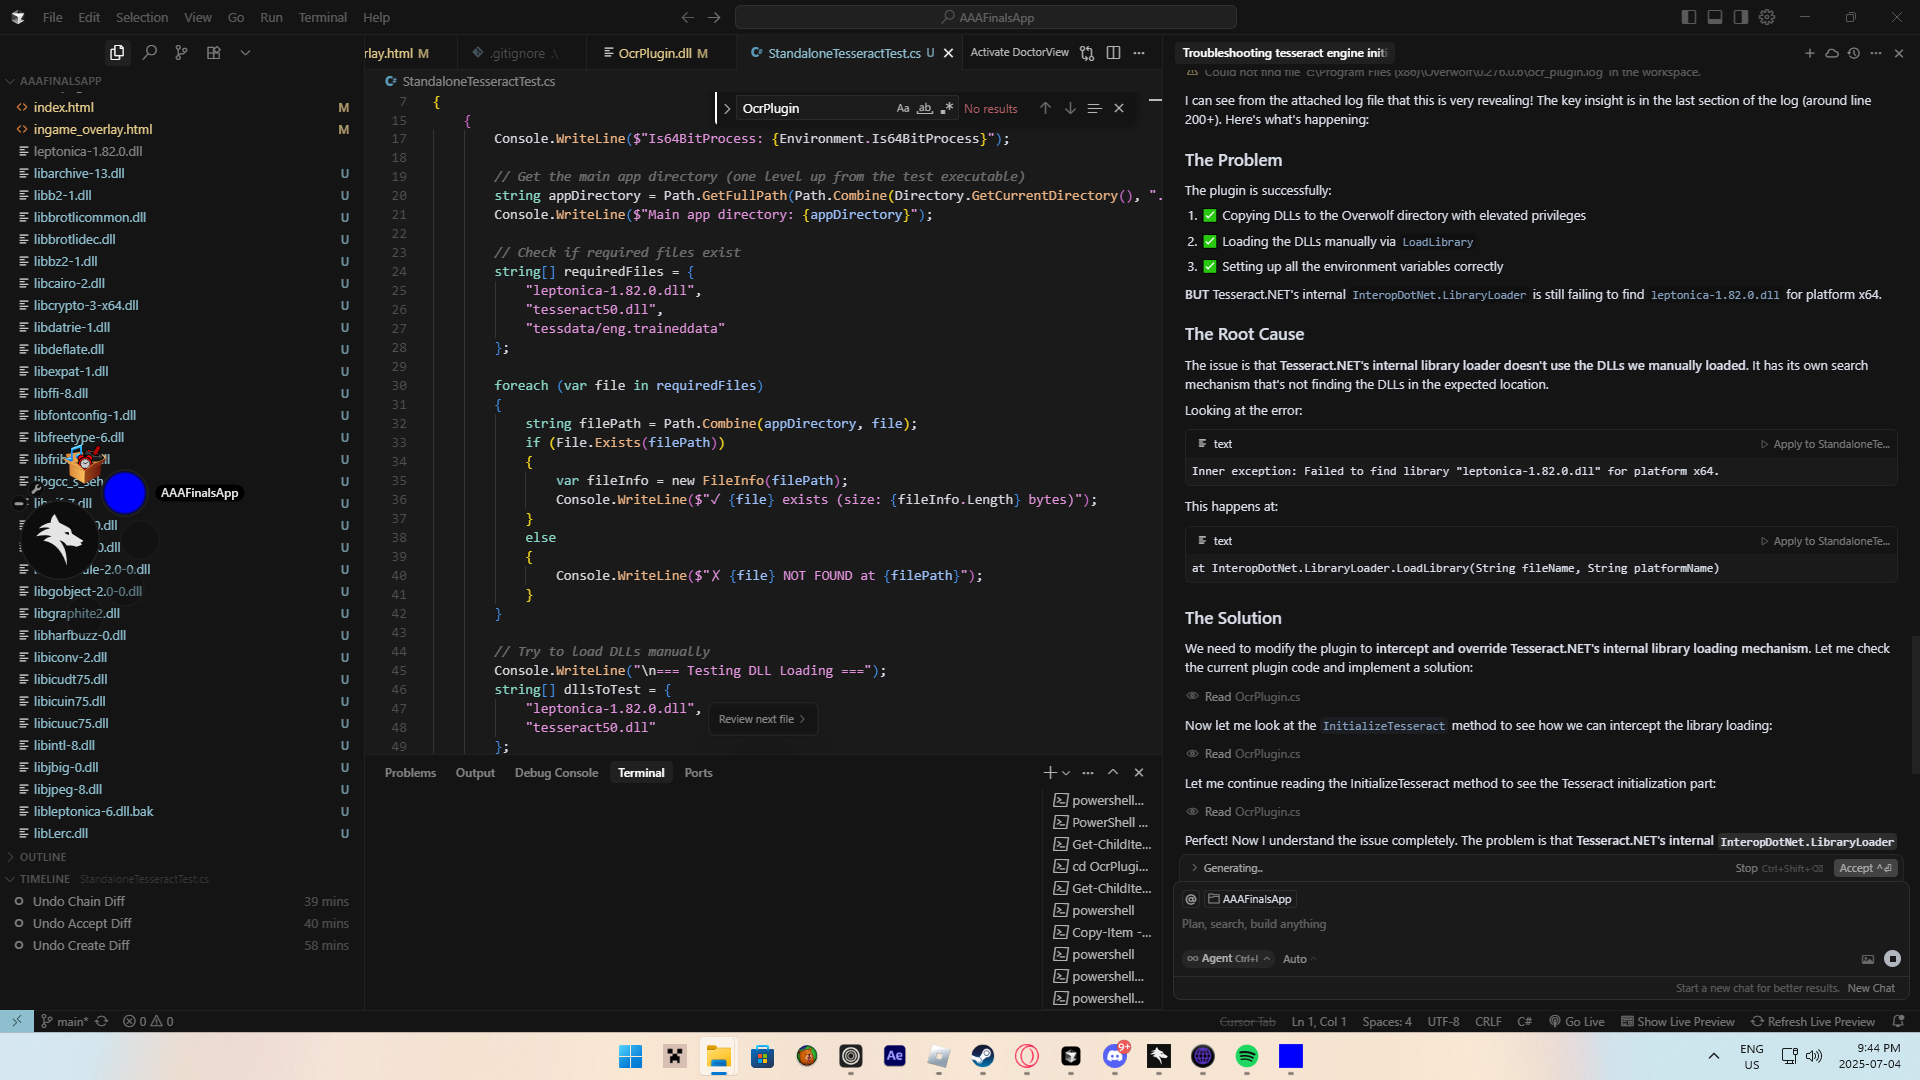 File Edit Selection View Go Run Terminal Help
AAAFinalsApp
AAAFINALSAPP
index.html M
ingame_overlay.html M
leptonica-1.82.0.dll
libarchive-13.dll U
libb2-1.dll U
libbrotlicommon.dll U
libbrotlidec.dll U
libbz2-1.dll U
libcairo-2.dll U
libcrypto-3-x64.dll U
libdatrie-1.dll U
libdeflate.dll U
libexpat-1.dll U
libffi-8.dll U
libfontconfig-1.dll U
libfreetype-6.dll U
U
U
U
AAAFinalsApp
U
U
U
libgobject-2.0-0.dll U
libgraphite2.dll U
libharfbuzz-0.dll U
libiconv-2.dll U
libicudt75.dll U
libicuin75.dll U
libicuuc75.dll U
libintl-8.dll U
libjbig-0.dll U
libjpeg-8.dll U
libleptonica-6.dll.bak U
libLerc.dll U
OUTLINE
TIMELINE StandaloneTesseractTest.cs
Undo Chain Diff 39 mins
Undo Accept Diff 40 mins
Undo Create Diff 58 mins
rlay.html M .gitignore OcrPlugin.dll M StandaloneTesseractTest.cs U Activate DoctorView
StandaloneTesseractTest.cs
OcrPlugin Aa ab .* No results
7 {
15 {
17 Console.WriteLine($"Is64BitProcess: {Environment.Is64BitProcess}");
18
19 // Get the main app directory (one level up from the test executable)
20 string appDirectory = Path.GetFullPath(Path.Combine(Directory.GetCurrentDirectory(), ".
21 Console.WriteLine($"Main app directory: {appDirectory}");
22
23 // Check if required files exist
24 string[] requiredFiles = {
25 "leptonica-1.82.0.dll",
26 "tesseract50.dll",
27 "tessdata/eng.traineddata"
28 };
29
30 foreach (var file in requiredFiles)
31 {
32 string filePath = Path.Combine(appDirectory, file);
33 if (File.Exists(filePath))
34 {
35 var fileInfo = new FileInfo(filePath);
36 Console.WriteLine($"✓ {file} exists (size: {fileInfo.Length} bytes)");
37 }
38 else
39 {
40 Console.WriteLine($"✗ {file} NOT FOUND at {filePath}");
41 }
42 }
43
44 // Try to load DLLs manually
45 Console.WriteLine("\n=== Testing DLL Loading ===");
46 string[] dllsToTest = {
47 "leptonica-1.82.0.dll",
48 "tesseract50.dll"
49 };
Review next file
Problems Output Debug Console Terminal Ports
powershell...
PowerShell ...
Get-ChildIte...
cd OcrPlugi...
Get-ChildIte...
powershell
Copy-Item -...
powershell
powershell...
powershell...
Troubleshooting tesseract engine initi
Could not find file 'c:\Program Files (x86)\Overwolf\0.276.0.6\ocr_plugin.log' in the workspace.
I can see from the attached log file that this is very revealing! The key insight is in the last section of the log (around line
200+). Here's what's happening:
The Problem
The plugin is successfully:
1. ✅ Copying DLLs to the Overwolf directory with elevated privileges
2. ✅ Loading the DLLs manually via LoadLibrary
3. ✅ Setting up all the environment variables correctly
BUT Tesseract.NET's internal InteropDotNet.LibraryLoader is still failing to find leptonica-1.82.0.dll for platform x64.
The Root Cause
The issue is that Tesseract.NET's internal library loader doesn't use the DLLs we manually loaded. It has its own search
mechanism that's not finding the DLLs in the expected location.
Looking at the error:
text Apply to StandaloneTe...
Inner exception: Failed to find library "leptonica-1.82.0.dll" for platform x64.
This happens at:
text Apply to StandaloneTe...
at InteropDotNet.LibraryLoader.LoadLibrary(String fileName, String platformName)
The Solution
We need to modify the plugin to intercept and override Tesseract.NET's internal library loading mechanism. Let me check
the current plugin code and implement a solution:
Read OcrPlugin.cs
Now let me look at the InitializeTesseract method to see how we can intercept the library loading:
Read OcrPlugin.cs
Let me continue reading the InitializeTesseract method to see the Tesseract initialization part:
Read OcrPlugin.cs
Perfect! Now I understand the issue completely. The problem is that Tesseract.NET's internal InteropDotNet.LibraryLoader
Generating.. Stop Ctrl+Shift+⌫ Accept ^⏎
@ AAAFinalsApp
Plan, search, build anything
Agent Ctrl+I Auto
Start a new chat for better results. New Chat
main* 0 0 Cursor Tab Ln 1, Col 1 Spaces: 4 UTF-8 CRLF C# Go Live Show Live Preview Refresh Live Preview
Ae 9+
ENG
US
9:44 PM
2025-07-04